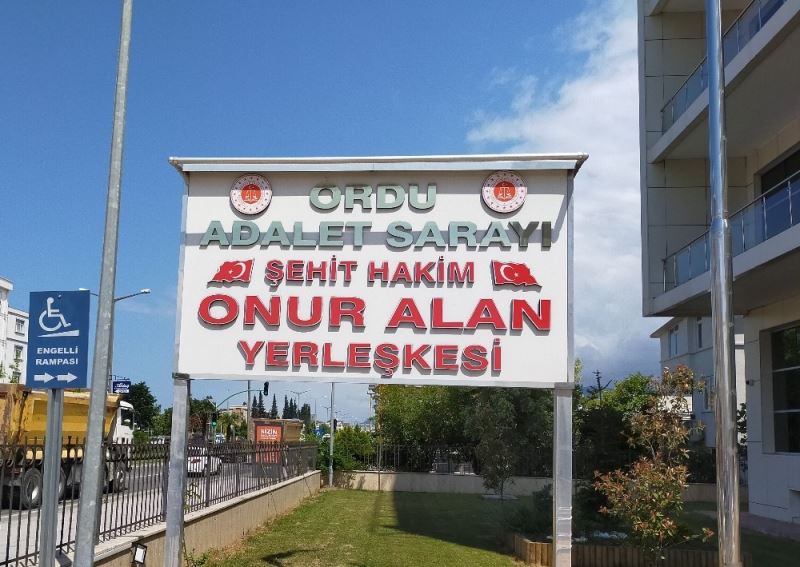 ORDU
ADALET SARAYI
ŞEHİT HAKİM
ONUR ALAN
YERLEŞKESİ
ENGELLİ
RAMPASI